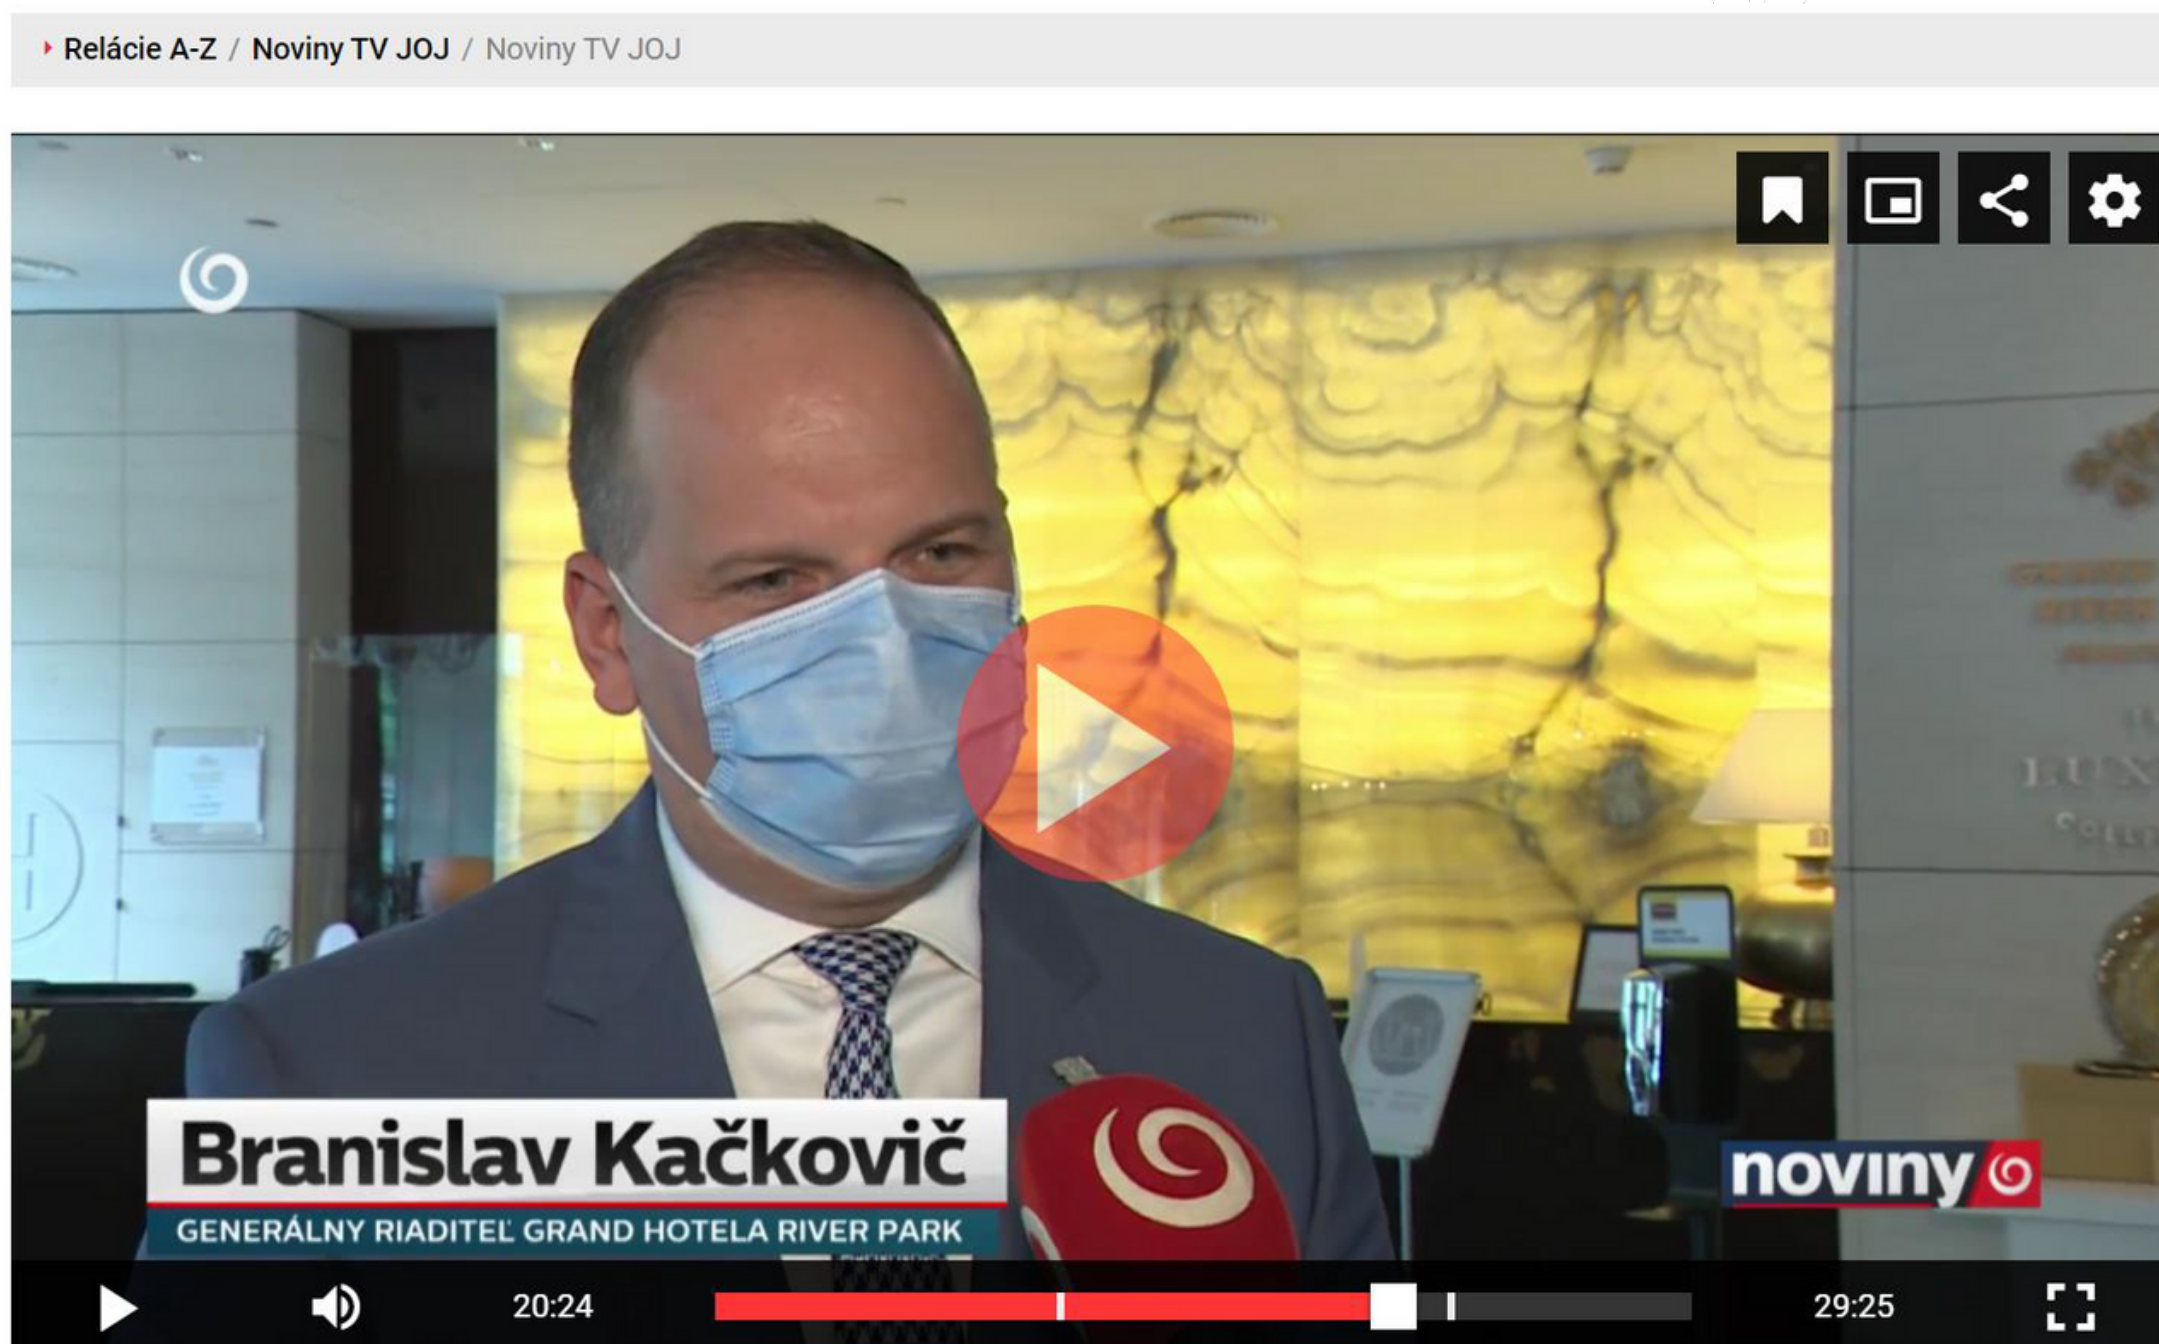 Relácie A-Z / Noviny TV JOJ / Noviny TV JOJ
LUX
Branislav Kačkovič
GENERÁLNY RIADITEĽ GRAND HOTELA RIVER PARK
noviny
20:24
29:25